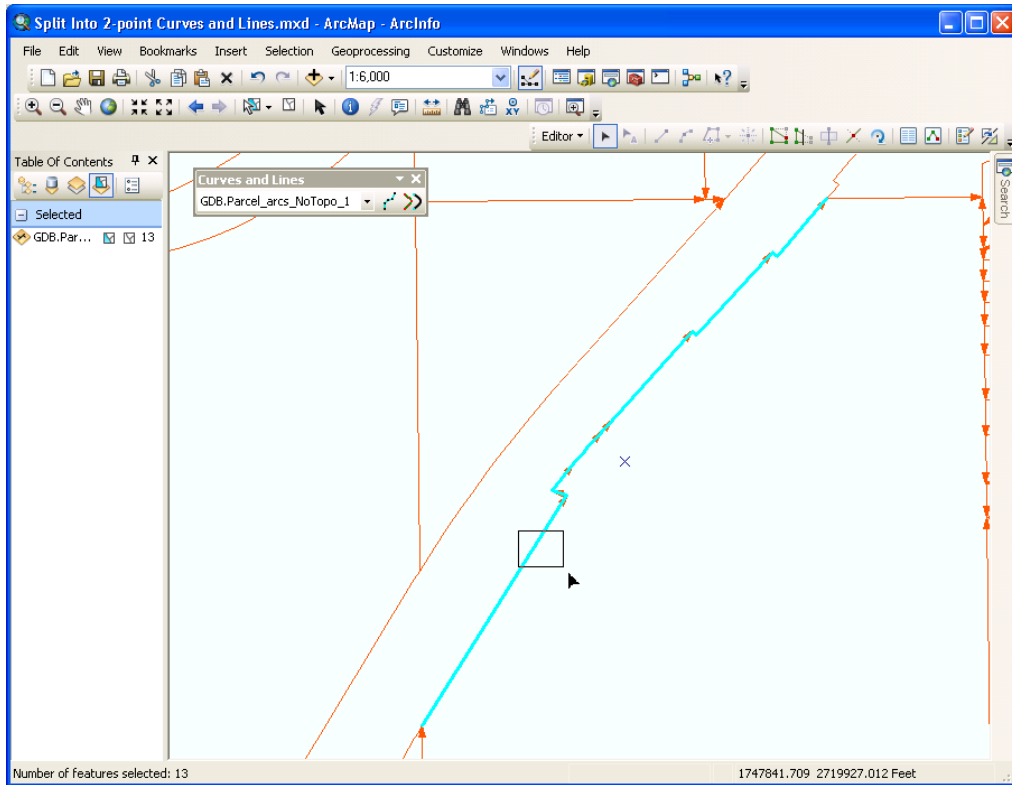 Split Into 2-point Curves and Lines.mxd - ArcMap - ArcInfo
File Edit View Bookmarks Insert Selection Geoprocessing Customize Windows Help
1:6,000
Editor
Table Of Contents
Curves and Lines
GDB.Parcel_arcs_NoTopo_1
Search
Selected
GDB.Par... 13
Number of features selected: 13
1747841.709 2719927.012 Feet